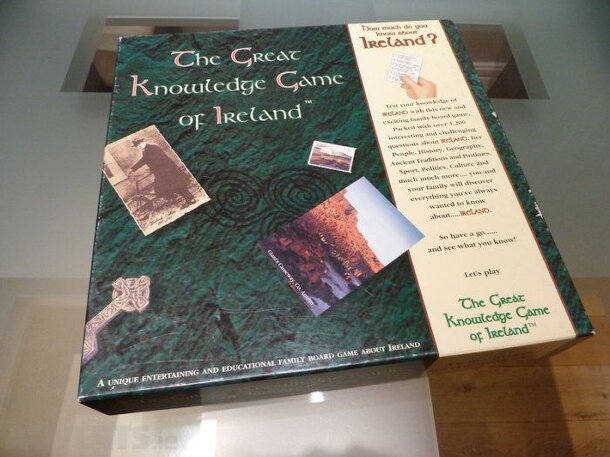 The Great
Knowledge Game
of Ireland™
How much do you
know about
Ireland?
Test your knowledge of
IRELAND with this new and
exciting family board game.
Packed with over 1,200
interesting and challenging
questions about IRELAND, her
People, History, Geography,
Ancient Traditions and Pastimes,
Sport, Politics, Culture and
much much more.... you and
your family will discover
everything you've always
wanted to know
about.....IRELAND.
So have a go......
and see what you know!
Let's play
The Great
Knowledge Game
of Ireland™
Giant's Causeway, Co. Antrim
A UNIQUE ENTERTAINING AND EDUCATIONAL FAMILY BOARD GAME ABOUT IRELAND